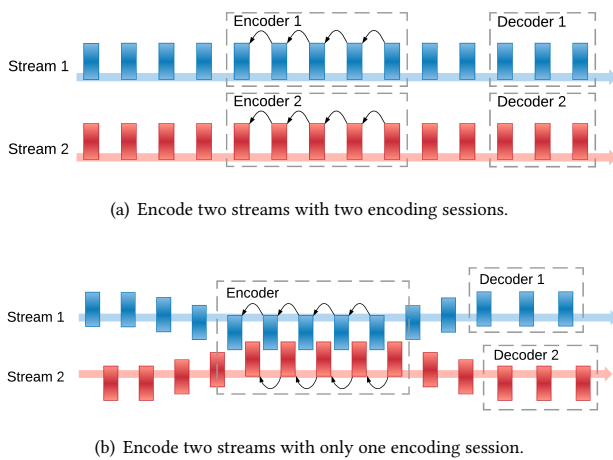 Encoder 1
Decoder 1
Stream 1
Encoder 2
Decoder 2
Stream 2
(a) Encode two streams with two encoding sessions.
Decoder 1
Encoder
Stream 1
Decoder 2
Stream 2
(b) Encode two streams with only one encoding session.